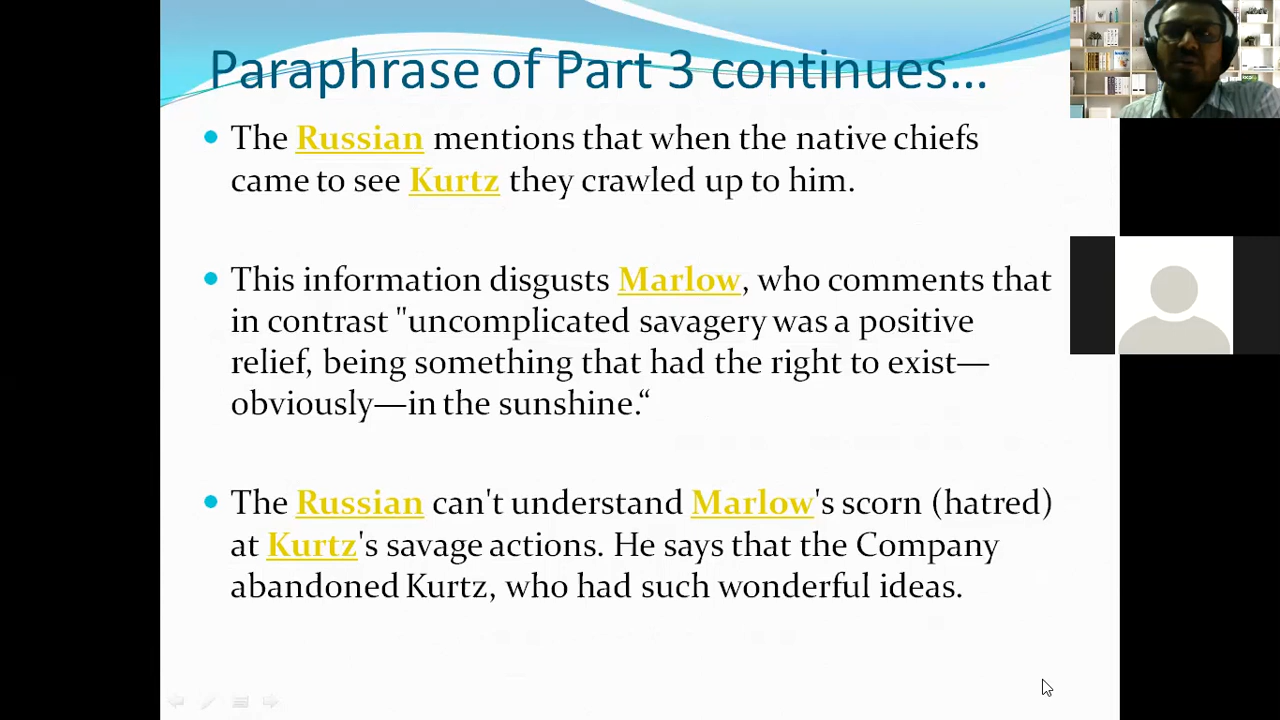 Paraphrase of Part 3 continues...
• The Russian mentions that when the native chiefs
came to see Kurtz they crawled up to him.
• This information disgusts Marlow, who comments that
in contrast "uncomplicated savagery was a positive
relief, being something that had the right to exist—
obviously—in the sunshine.“
• The Russian can't understand Marlow's scorn (hatred)
at Kurtz's savage actions. He says that the Company
abandoned Kurtz, who had such wonderful ideas.